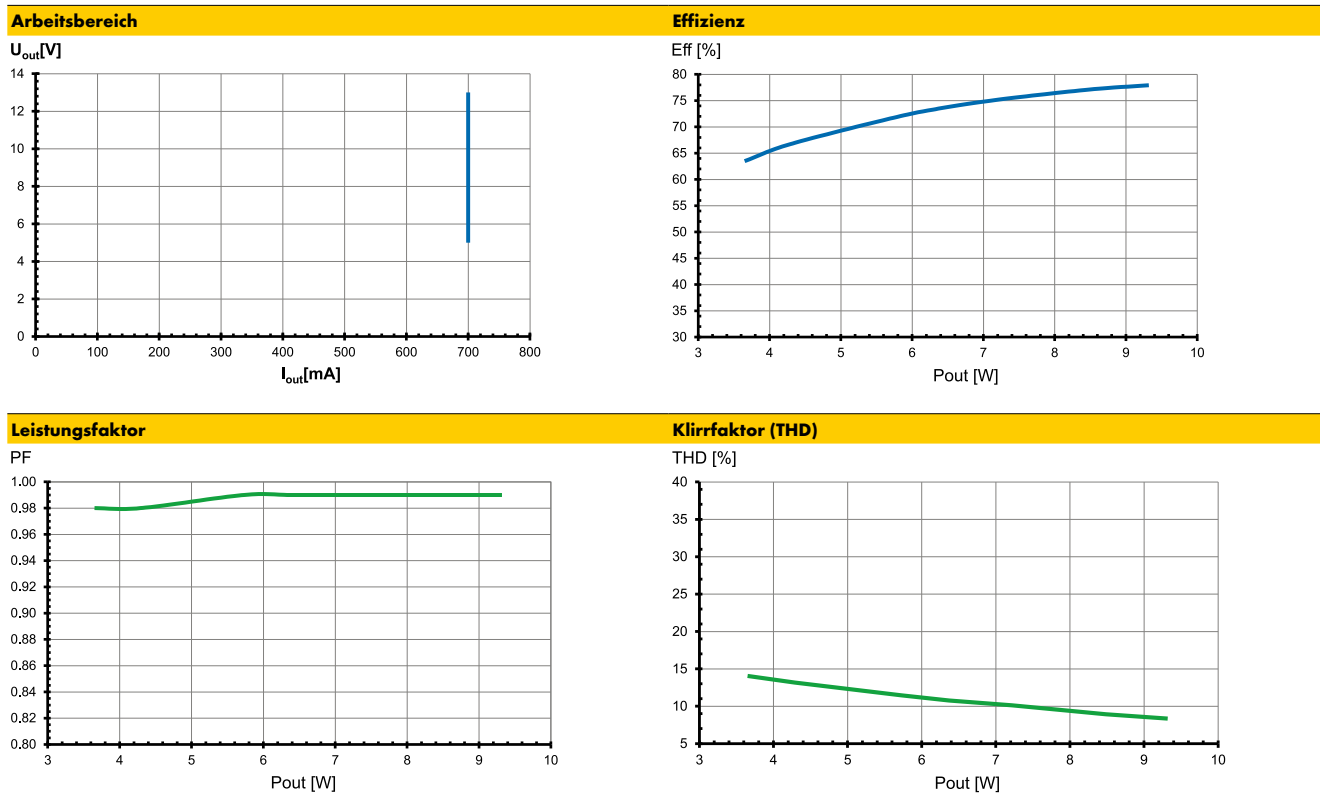 Arbeitsbereich
U_out[V]
14
12
10
8
6
4
2
0
0 100 200 300 400 500 600 700 800
I_out[mA]
Effizienz
Eff [%]
80
75
70
65
60
55
50
45
40
35
30
3 4 5 6 7 8 9 10
Pout [W]
Leistungsfaktor
PF
1.00
0.98
0.96
0.94
0.92
0.90
0.88
0.86
0.84
0.82
0.80
3 4 5 6 7 8 9 10
Pout [W]
Klirrfaktor (THD)
THD [%]
40
35
30
25
20
15
10
5
3 4 5 6 7 8 9 10
Pout [W]